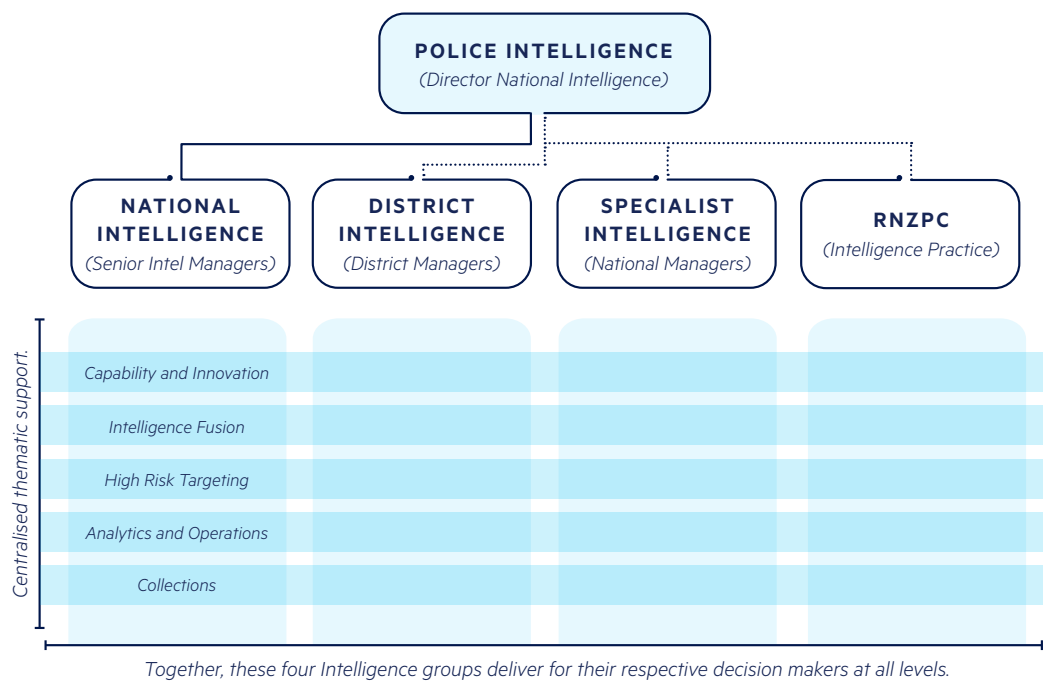 POLICE INTELLIGENCE
(Director National Intelligence)
NATIONAL
INTELLIGENCE
(Senior Intel Managers)
DISTRICT
INTELLIGENCE
(District Managers)
SPECIALIST
INTELLIGENCE
(National Managers)
RNZPC
(Intelligence Practice)
Centralised thematic support.
Capability and Innovation
Intelligence Fusion
High Risk Targeting
Analytics and Operations
Collections
Together, these four Intelligence groups deliver for their respective decision makers at all levels.